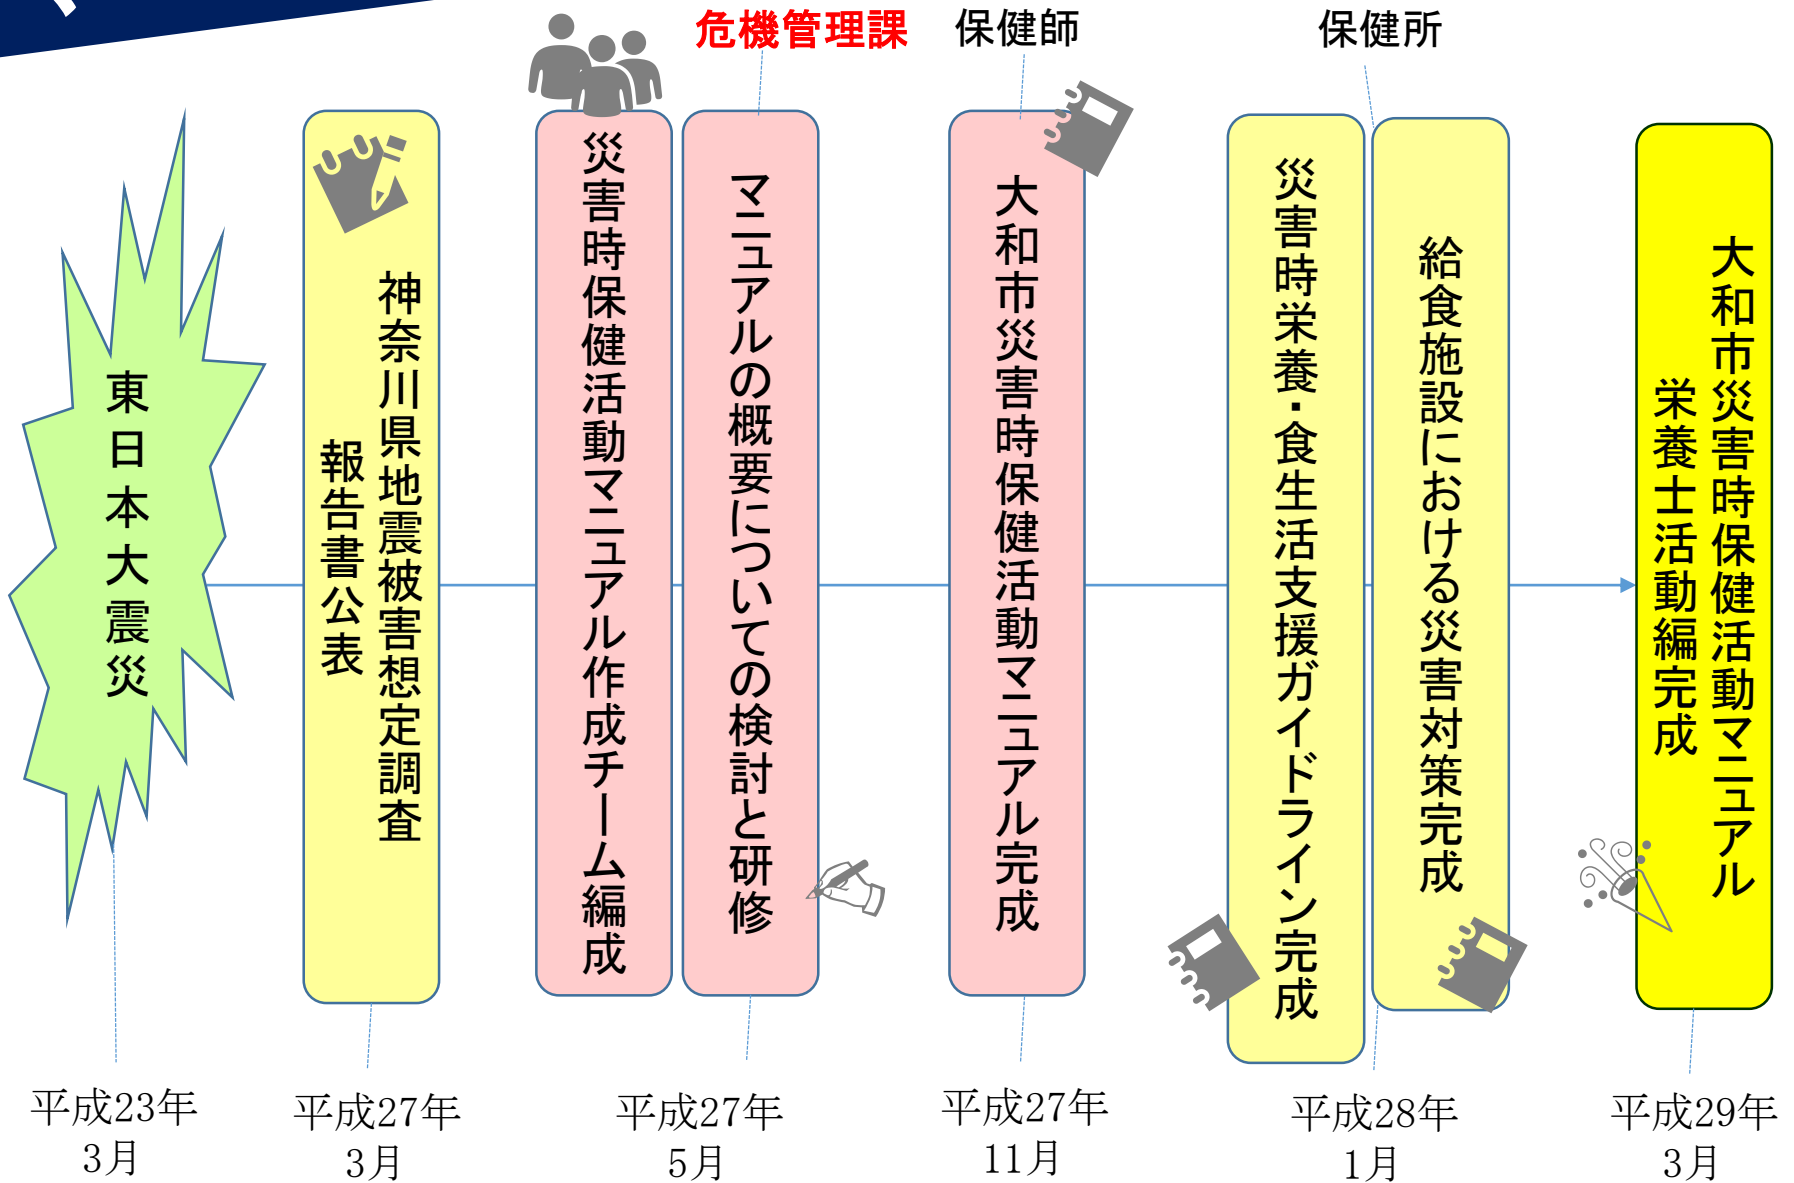 危機管理課
保健師
保健所
東日本大震災
神奈川県地震被害想定調査
報告書公表
災害時保健活動マニュアル作成チーム編成
マニュアルの概要についての検討と研修
大和市災害時保健活動マニュアル完成
災害時栄養・食生活支援ガイドライン完成
給食施設における災害対策完成
大和市災害時保健活動マニュアル
栄養士活動編完成
平成23年
3月
平成27年
3月
平成27年
5月
平成27年
11月
平成28年
1月
平成29年
3月